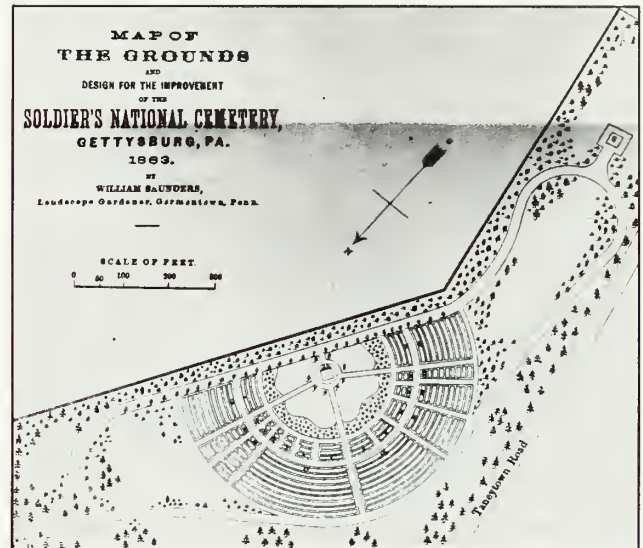 MAP OF
THE GROUNDS
AND
DESIGN FOR THE IMPROVEMENT
OF THE
SOLDIER'S NATIONAL CEMETERY,
GETTYSBURG, PA.
1863.
BY
WILLIAM SAUNDERS,
Landscape Gardener, Germantown, Penn.
SCALE OF FEET.
0 50 100 200 300
N
Taneytown Road